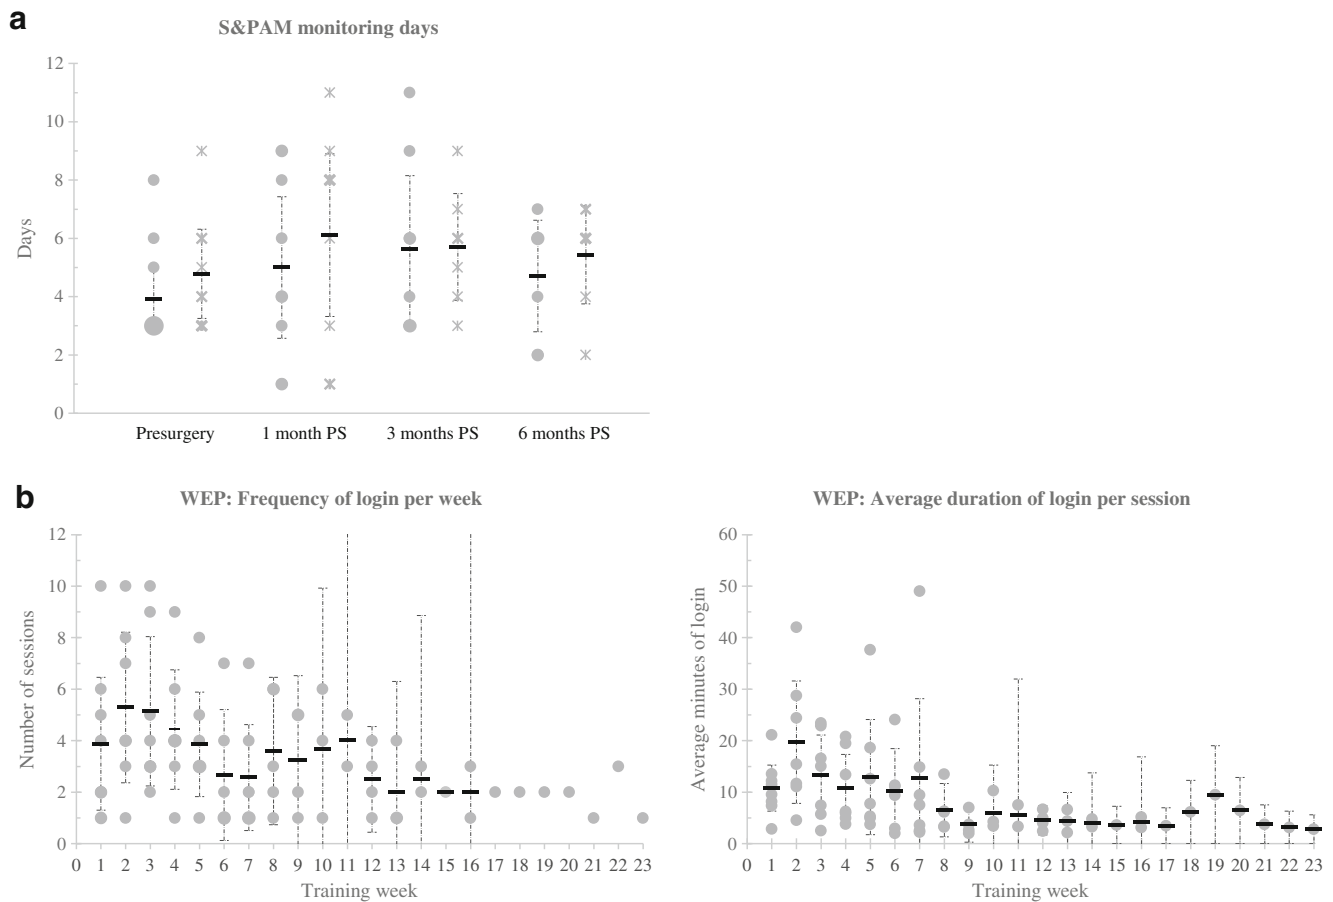 a
S&PAM monitoring days
12
10
8
6
4
2
0
Days
Presurgery 1 month PS 3 months PS 6 months PS
b
WEP: Frequency of login per week
12
10
8
6
4
2
0
Number of sessions
0 1 2 3 4 5 6 7 8 9 10 11 12 13 14 15 16 17 18 19 20 21 22 23
Training week
WEP: Average duration of login per session
60
50
40
30
20
10
0
Average minutes of login
0 1 2 3 4 5 6 7 8 9 10 11 12 13 14 15 16 17 18 19 20 21 22 23
Training week